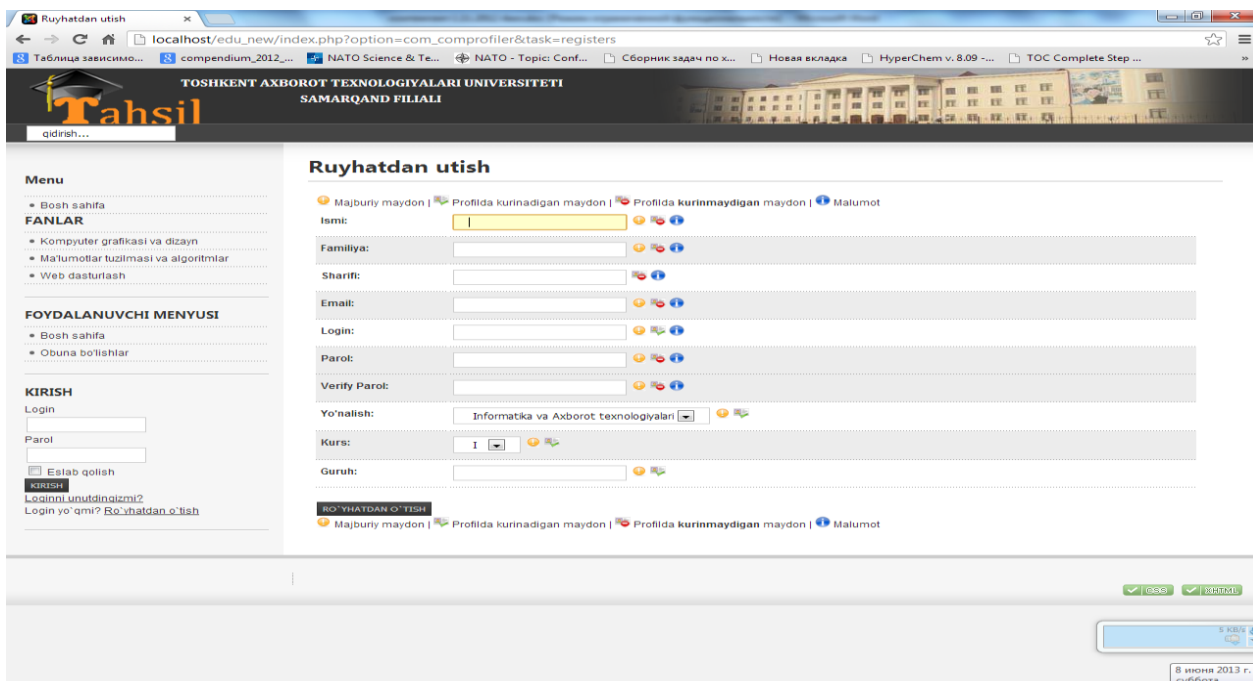 Ruyhatdan utish
localhost/edu_new/index.php?option=com_comprofiler&task=registers
Таблица зависимо... compendium_2012_... NATO Science & Te... NATO - Topic: Conf... Сборник задач по х... Новая вкладка HyperChem v. 8.09 -... TOC Complete Step ...
TOSHKENT AXBOROT TEXNOLOGIYALARI UNIVERSITETI
SAMARQAND FILIALI
Tahsil
qidirish...
Menu
Bosh sahifa
FANLAR
Kompyuter grafikasi va dizayn
Ma'lumotlar tuzilmasi va algoritmlar
Web dasturlash
FOYDALANUVCHI MENYUSI
Bosh sahifa
Obuna bo'lishlar
KIRISH
Login
Parol
Eslab qolish
KIRISH
Loginni unutdingizmi?
Login yo`qmi? Ro`yhatdan o`tish
Ruyhatdan utish
Majburiy maydon | Profilda kurinadigan maydon | Profilda kurinmaydigan maydon | Malumot
Ismi:
Familiya:
Sharifi:
Email:
Login:
Parol:
Verify Parol:
Yo'nalish: Informatika va Axborot texnologiyalari
Kurs: I
Guruh:
RO`YHATDAN O`TISH
Majburiy maydon | Profilda kurinadigan maydon | Profilda kurinmaydigan maydon | Malumot
CSS XHTML
5 KB/s
8 июня 2013 г.
суббота